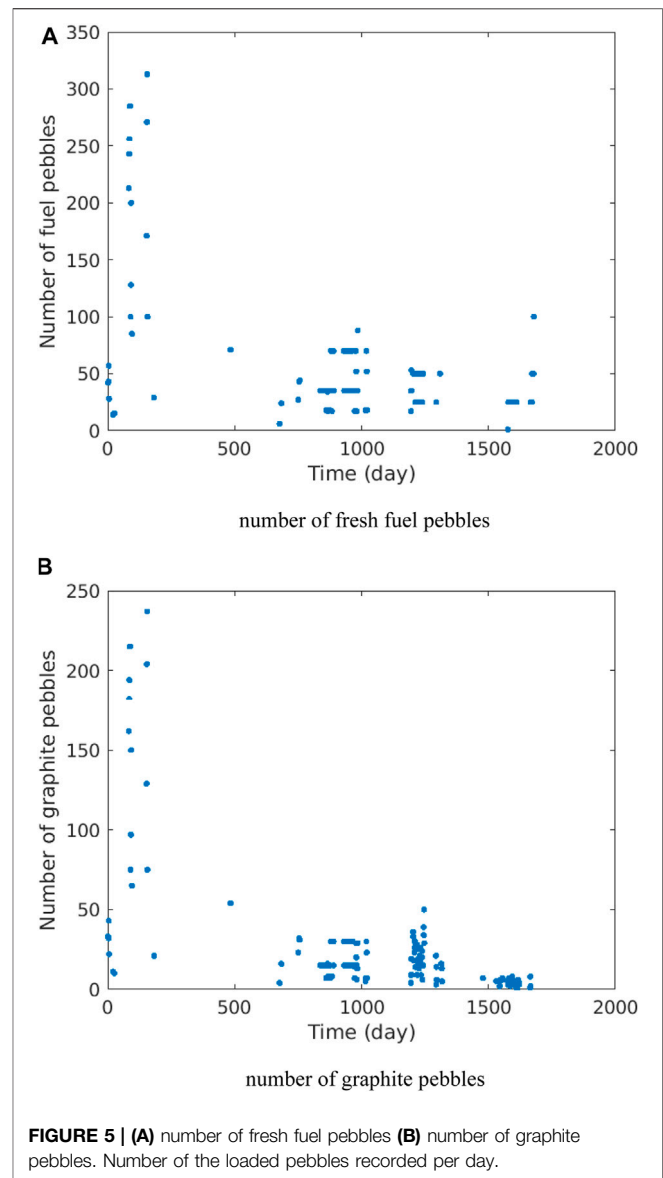 A
350
300
250
200
150
100
50
0
Number of fuel pebbles
0 500 1000 1500 2000
Time (day)
number of fresh fuel pebbles
B
250
200
150
100
50
0
Number of graphite pebbles
0 500 1000 1500 2000
Time (day)
number of graphite pebbles
FIGURE 5 | (A) number of fresh fuel pebbles (B) number of graphite
pebbles. Number of the loaded pebbles recorded per day.